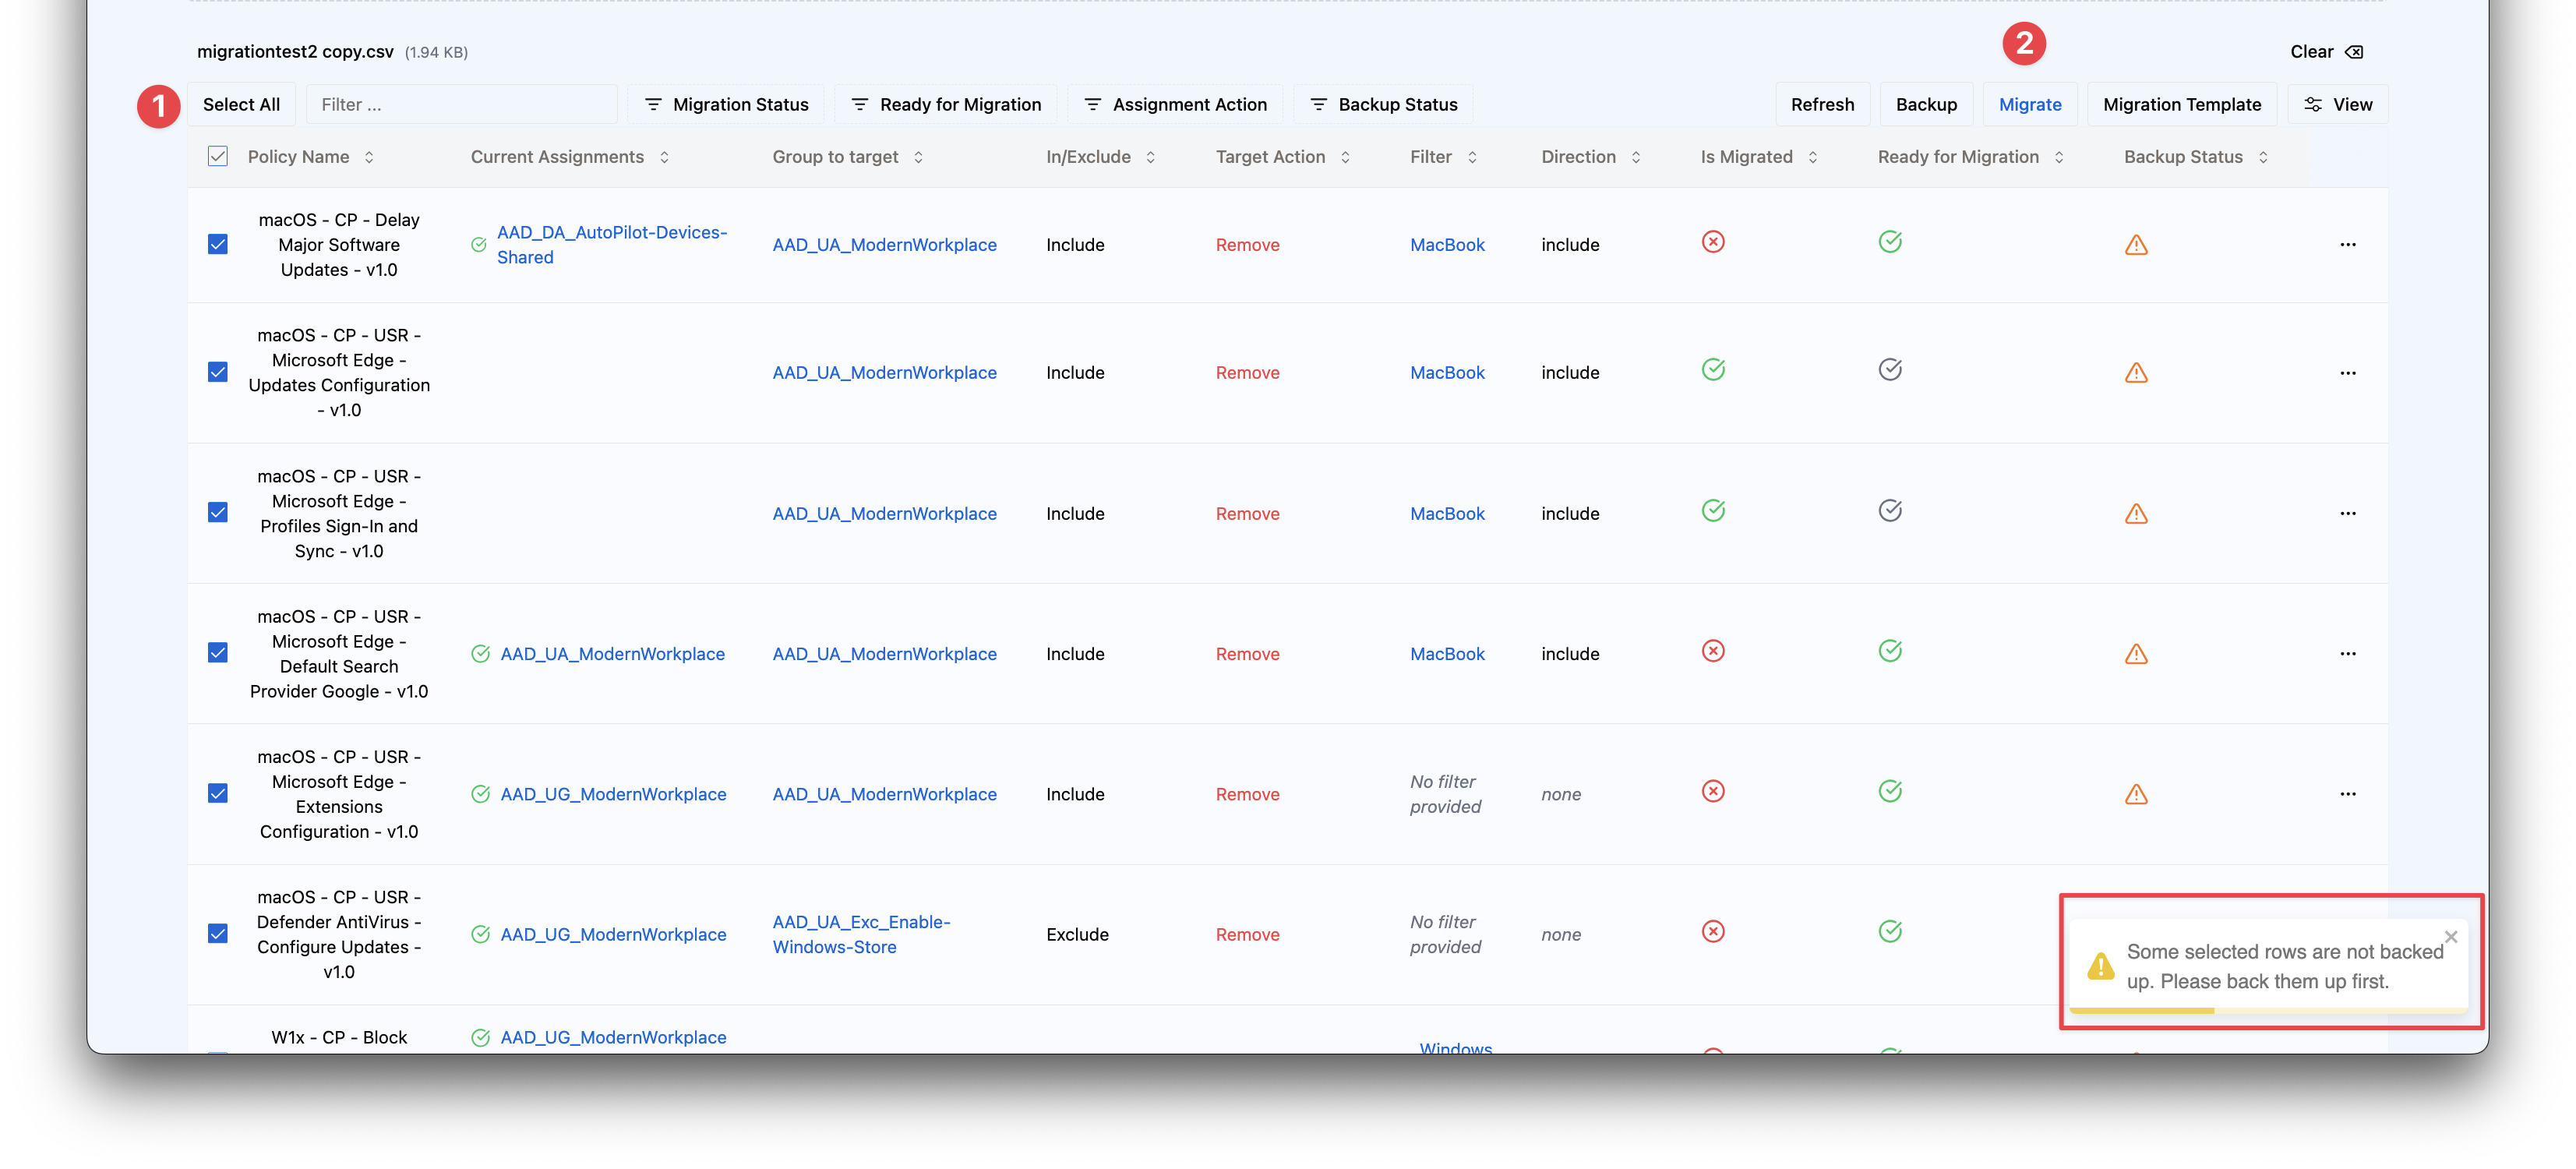 migrationtest2 copy.csv (1.94 KB)
2
Clear
1
Select All
Filter ...
Migration Status
Ready for Migration
Assignment Action
Backup Status
Refresh
Backup
Migrate
Migration Template
View
Policy Name
Current Assignments
Group to target
In/Exclude
Target Action
Filter
Direction
Is Migrated
Ready for Migration
Backup Status
macOS - CP - Delay
Major Software
Updates - v1.0
AAD_DA_AutoPilot-Devices-
Shared
AAD_UA_ModernWorkplace
Include
Remove
MacBook
include
...
macOS - CP - USR -
Microsoft Edge -
Updates Configuration
- v1.0
AAD_UA_ModernWorkplace
Include
Remove
MacBook
include
...
macOS - CP - USR -
Microsoft Edge -
Profiles Sign-In and
Sync - v1.0
AAD_UA_ModernWorkplace
Include
Remove
MacBook
include
...
macOS - CP - USR -
Microsoft Edge -
Default Search
Provider Google - v1.0
AAD_UA_ModernWorkplace
AAD_UA_ModernWorkplace
Include
Remove
MacBook
include
...
macOS - CP - USR -
Microsoft Edge -
Extensions
Configuration - v1.0
AAD_UG_ModernWorkplace
AAD_UA_ModernWorkplace
Include
Remove
No filter
provided
none
...
macOS - CP - USR -
Defender AntiVirus -
Configure Updates -
v1.0
AAD_UG_ModernWorkplace
AAD_UA_Exc_Enable-
Windows-Store
Exclude
Remove
No filter
provided
none
Some selected rows are not backed
up. Please back them up first.
W1x - CP - Block
AAD_UG_ModernWorkplace
Windows